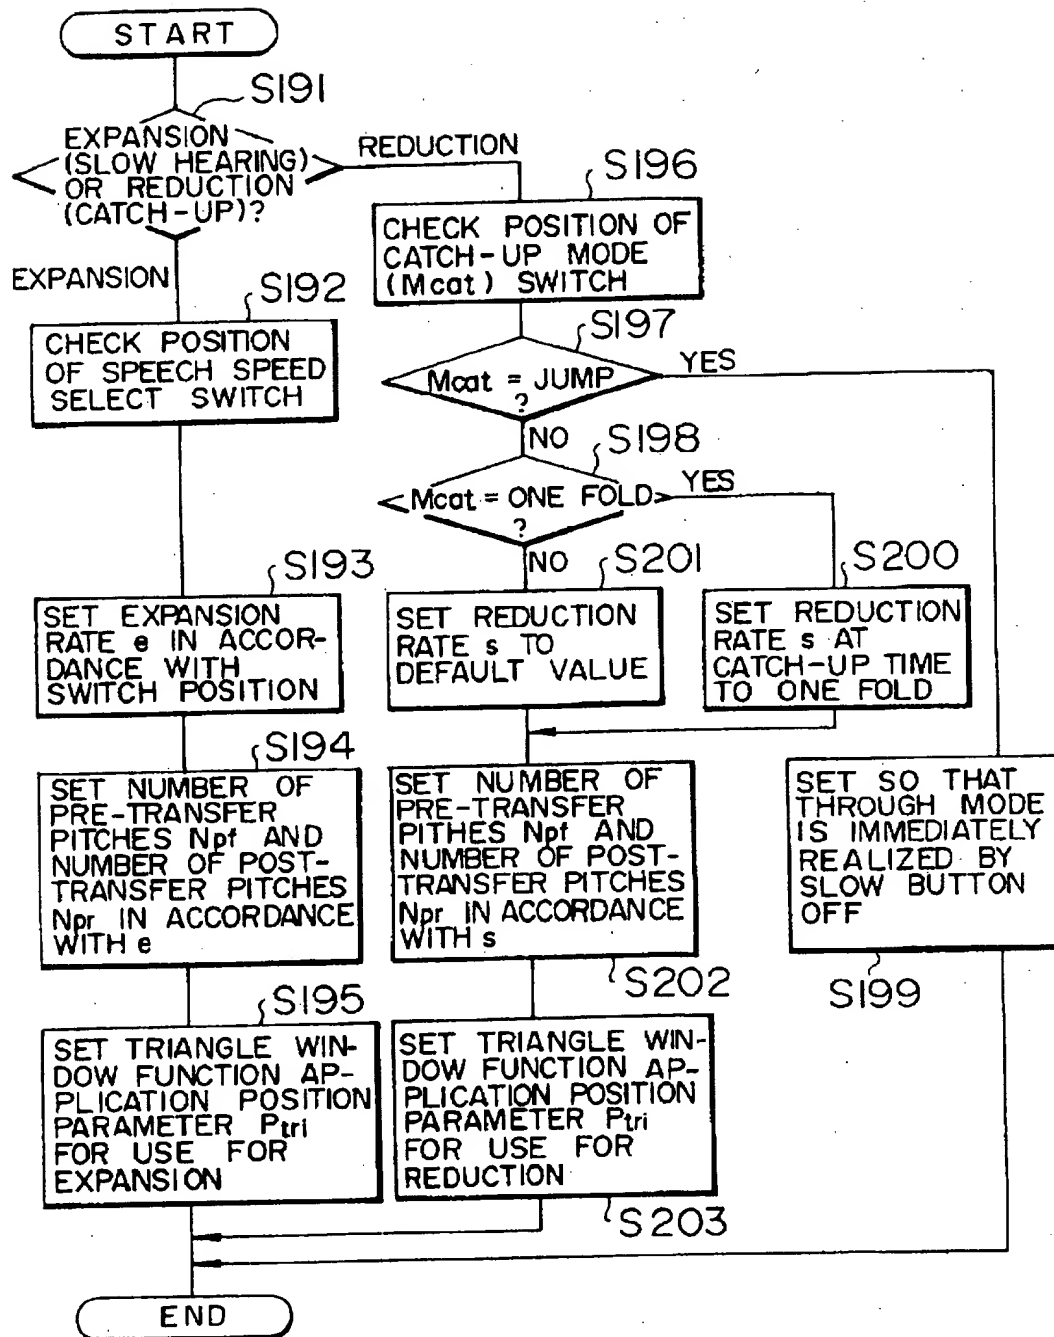 START
S191
EXPANSION
(SLOW HEARING)
OR REDUCTION
(CATCH-UP)?
REDUCTION
EXPANSION
S192
CHECK POSITION
OF SPEECH SPEED
SELECT SWITCH
S193
SET EXPANSION
RATE e IN ACCOR-
DANCE WITH
SWITCH POSITION
S194
SET NUMBER OF
PRE-TRANSFER
PITCHES Npf AND
NUMBER OF POST-
TRANSFER PITCHES
Npr IN ACCORDANCE
WITH e
S195
SET TRIANGLE WIN-
DOW FUNCTION AP-
PLICATION POSITION
PARAMETER Ptri
FOR USE FOR
EXPANSION
S196
CHECK POSITION OF
CATCH-UP MODE
(Mcat) SWITCH
S197
Mcat = JUMP
?
YES
NO
S198
Mcat = ONE FOLD
?
YES
NO
S201
SET REDUCTION
RATE s TO
DEFAULT VALUE
S200
SET REDUCTION
RATE s AT
CATCH-UP TIME
TO ONE FOLD
SET NUMBER OF
PRE-TRANSFER
PITHES Npf AND
NUMBER OF POST-
TRANSFER PITCHES
Npr IN ACCORDANCE
WITH s
S202
SET SO THAT
THROUGH MODE
IS IMMEDIATELY
REALIZED BY
SLOW BUTTON
OFF
S199
SET TRIANGLE WIN-
DOW FUNCTION AP-
PLICATION POSITION
PARAMETER Ptri
FOR USE FOR
REDUCTION
S203
END